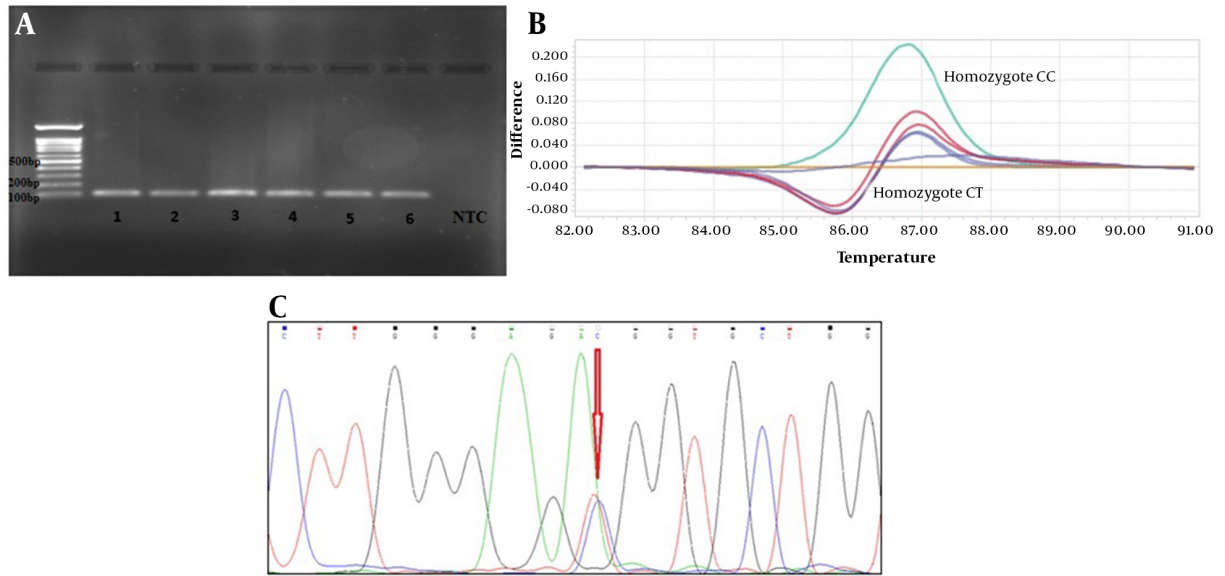 A
500bp
200bp
100bp
1 2 3 4 5 6 NTC
B
Difference
0.200
0.160
0.120
0.080
0.040
0.000
-0.040
-0.080
Homozygote CC
Homozygote CT
82.00 83.00 84.00 85.00 86.00 87.00 88.00 89.00 90.00 91.00
Temperature
C
C T T G G G A G A C G G T G C T G G